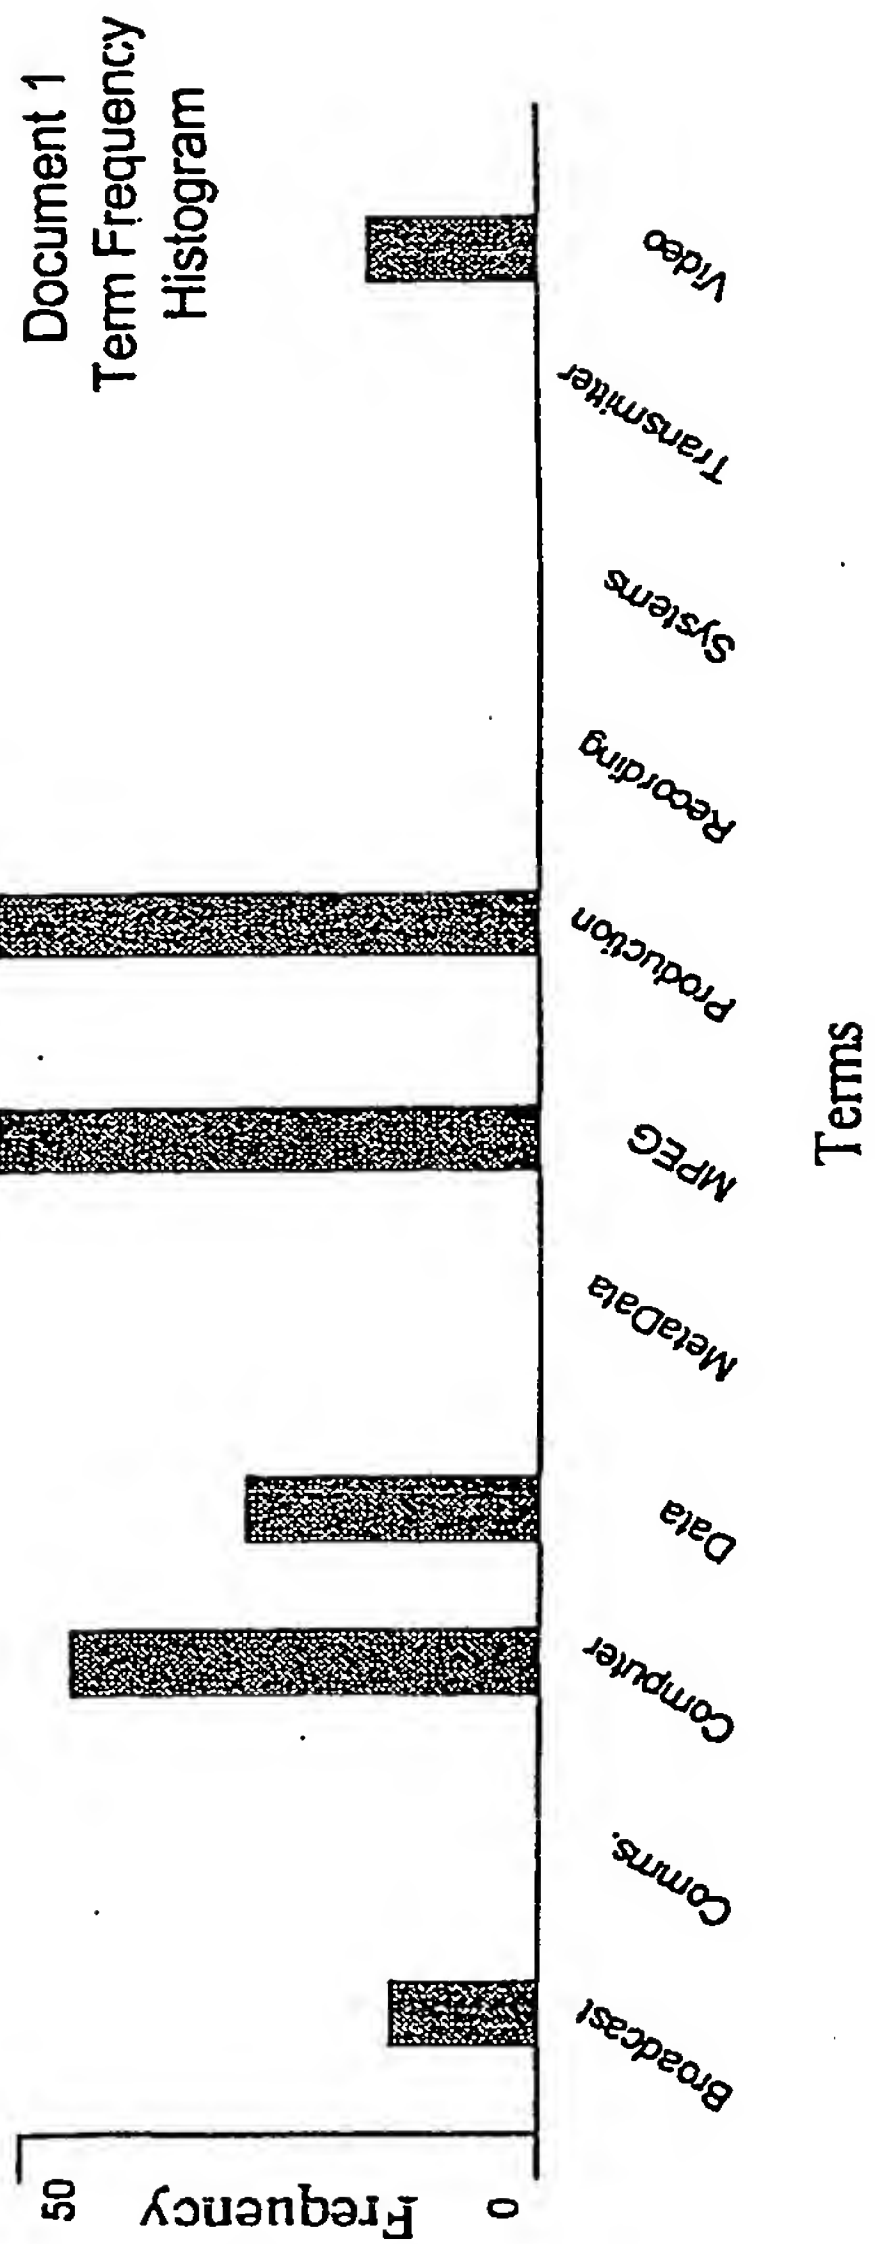 Document 1
Term Frequency
Histogram
50
Frequency
0
Broadcast
Comms.
Computer
Data
MetaData
MPEG
Production
Recording
Systems
Transmitter
Video
Terms